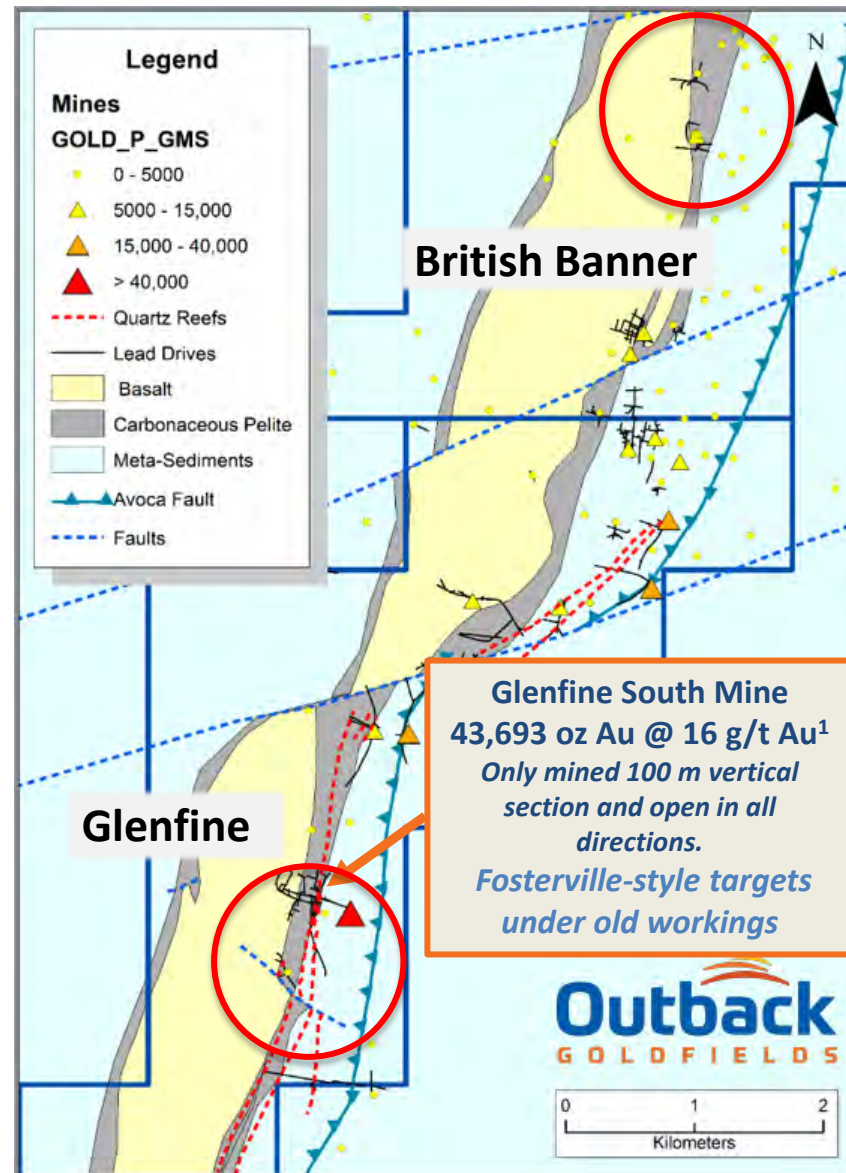 Legend
Mines
GOLD_P_GMS
0 - 5000
5000 - 15,000
15,000 - 40,000
> 40,000
Quartz Reefs
Lead Drives
Basalt
Carbonaceous Pelite
Meta-Sediments
Avoca Fault
Faults
N
British Banner
Glenfine
Glenfine South Mine
43,693 oz Au @ 16 g/t Au¹
Only mined 100 m vertical
section and open in all
directions.
Fosterville-style targets
under old workings
Outback
GOLDFIELDS
0 1 2
Kilometers